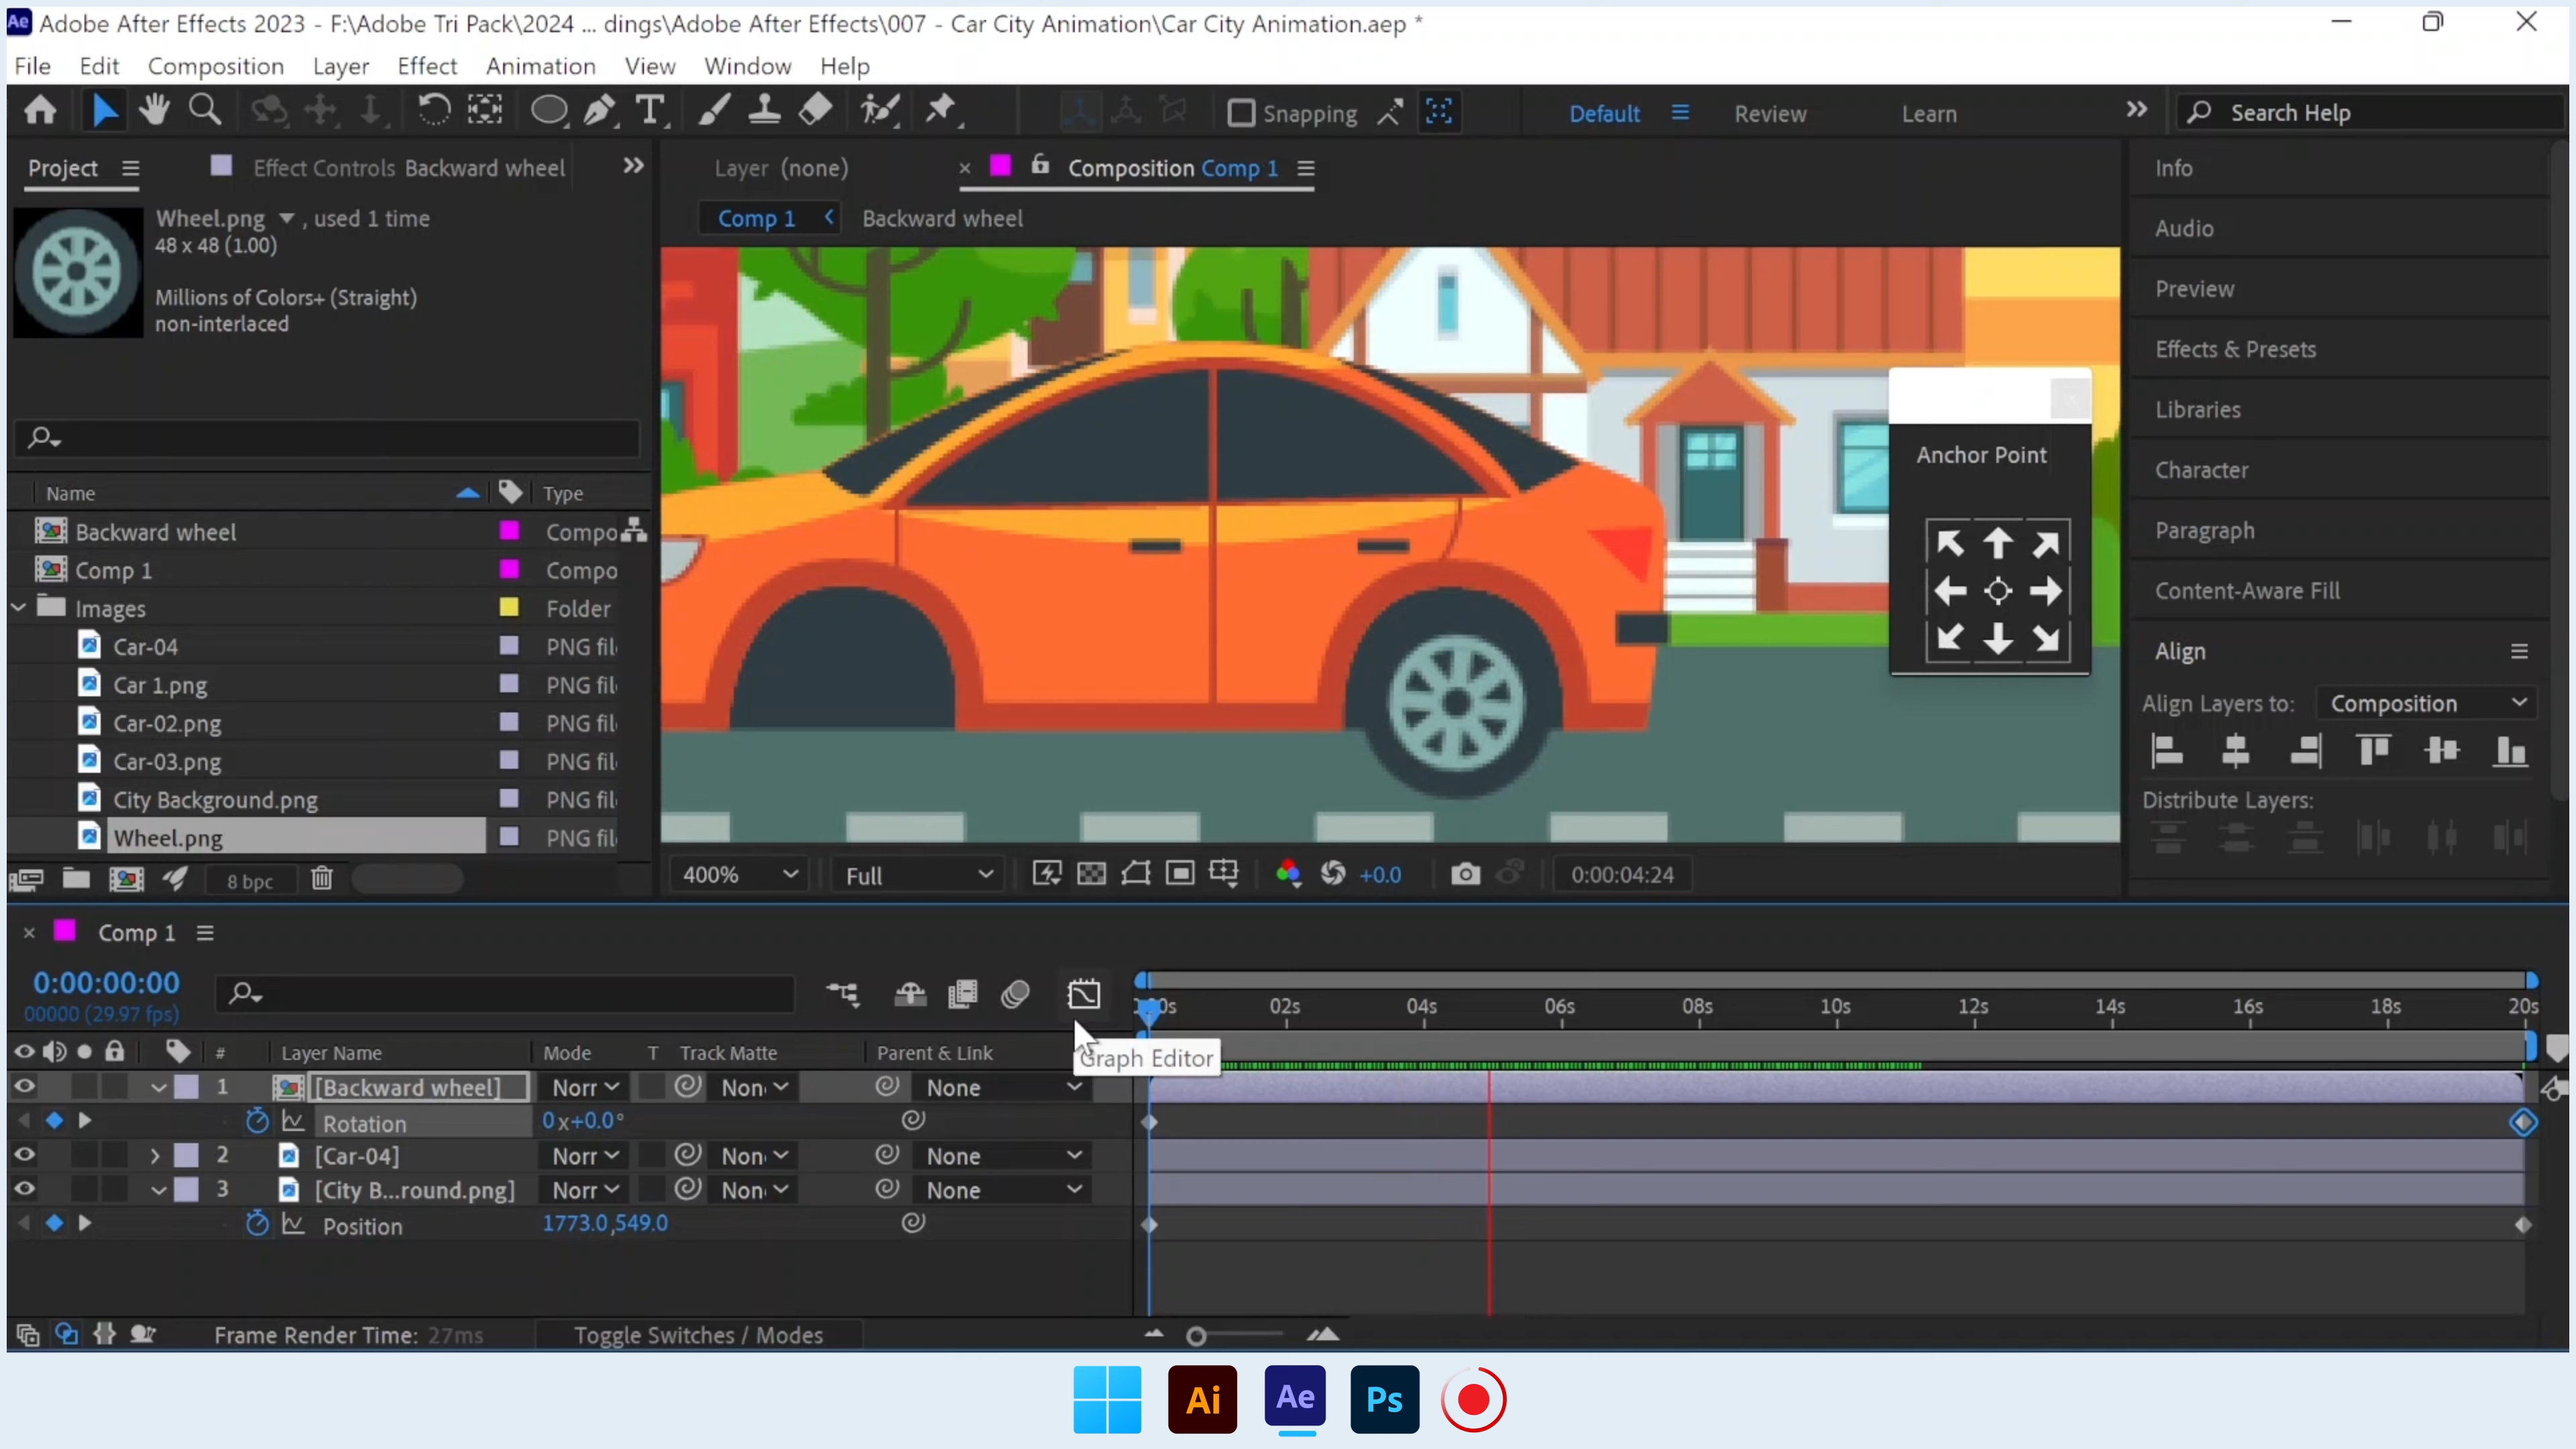 Ae Adobe After Effects 2023 - F:\Adobe Tri Pack\2024 ... dings\Adobe After Effects\007 - Car City Animation\Car City Animation.aep *
File Edit Composition Layer Effect Animation View Window Help
Snapping Default Review Learn Search Help
Project Effect Controls Backward wheel
Layer (none) Composition Comp 1
Comp 1 Backward wheel
Wheel.png , used 1 time
48 x 48 (1.00)
Millions of Colors+ (Straight)
non-interlaced
Name Type
Backward wheel Compo
Comp 1 Compo
Images Folder
Car-04 PNG fil
Car 1.png PNG fil
Car-02.png PNG fil
Car-03.png PNG fil
City Background.png PNG fil
Wheel.png PNG fil
8 bpc
Anchor Point
400% Full +0.0 0:00:04:24
Info
Audio
Preview
Effects & Presets
Libraries
Character
Paragraph
Content-Aware Fill
Align
Align Layers to: Composition
Distribute Layers:
Comp 1
0:00:00:00
00000 (29.97 fps)
02s 04s 06s 08s 10s 12s 14s 16s 18s 20s
# Layer Name Mode T Track Matte Parent & Link
Graph Editor
1 [Backward wheel] Norr Non None
Rotation 0x+0.0°
2 [Car-04] Norr Non None
3 [City B...round.png] Norr Non None
Position 1773.0,549.0
Frame Render Time: 27ms Toggle Switches / Modes
Ai Ae Ps